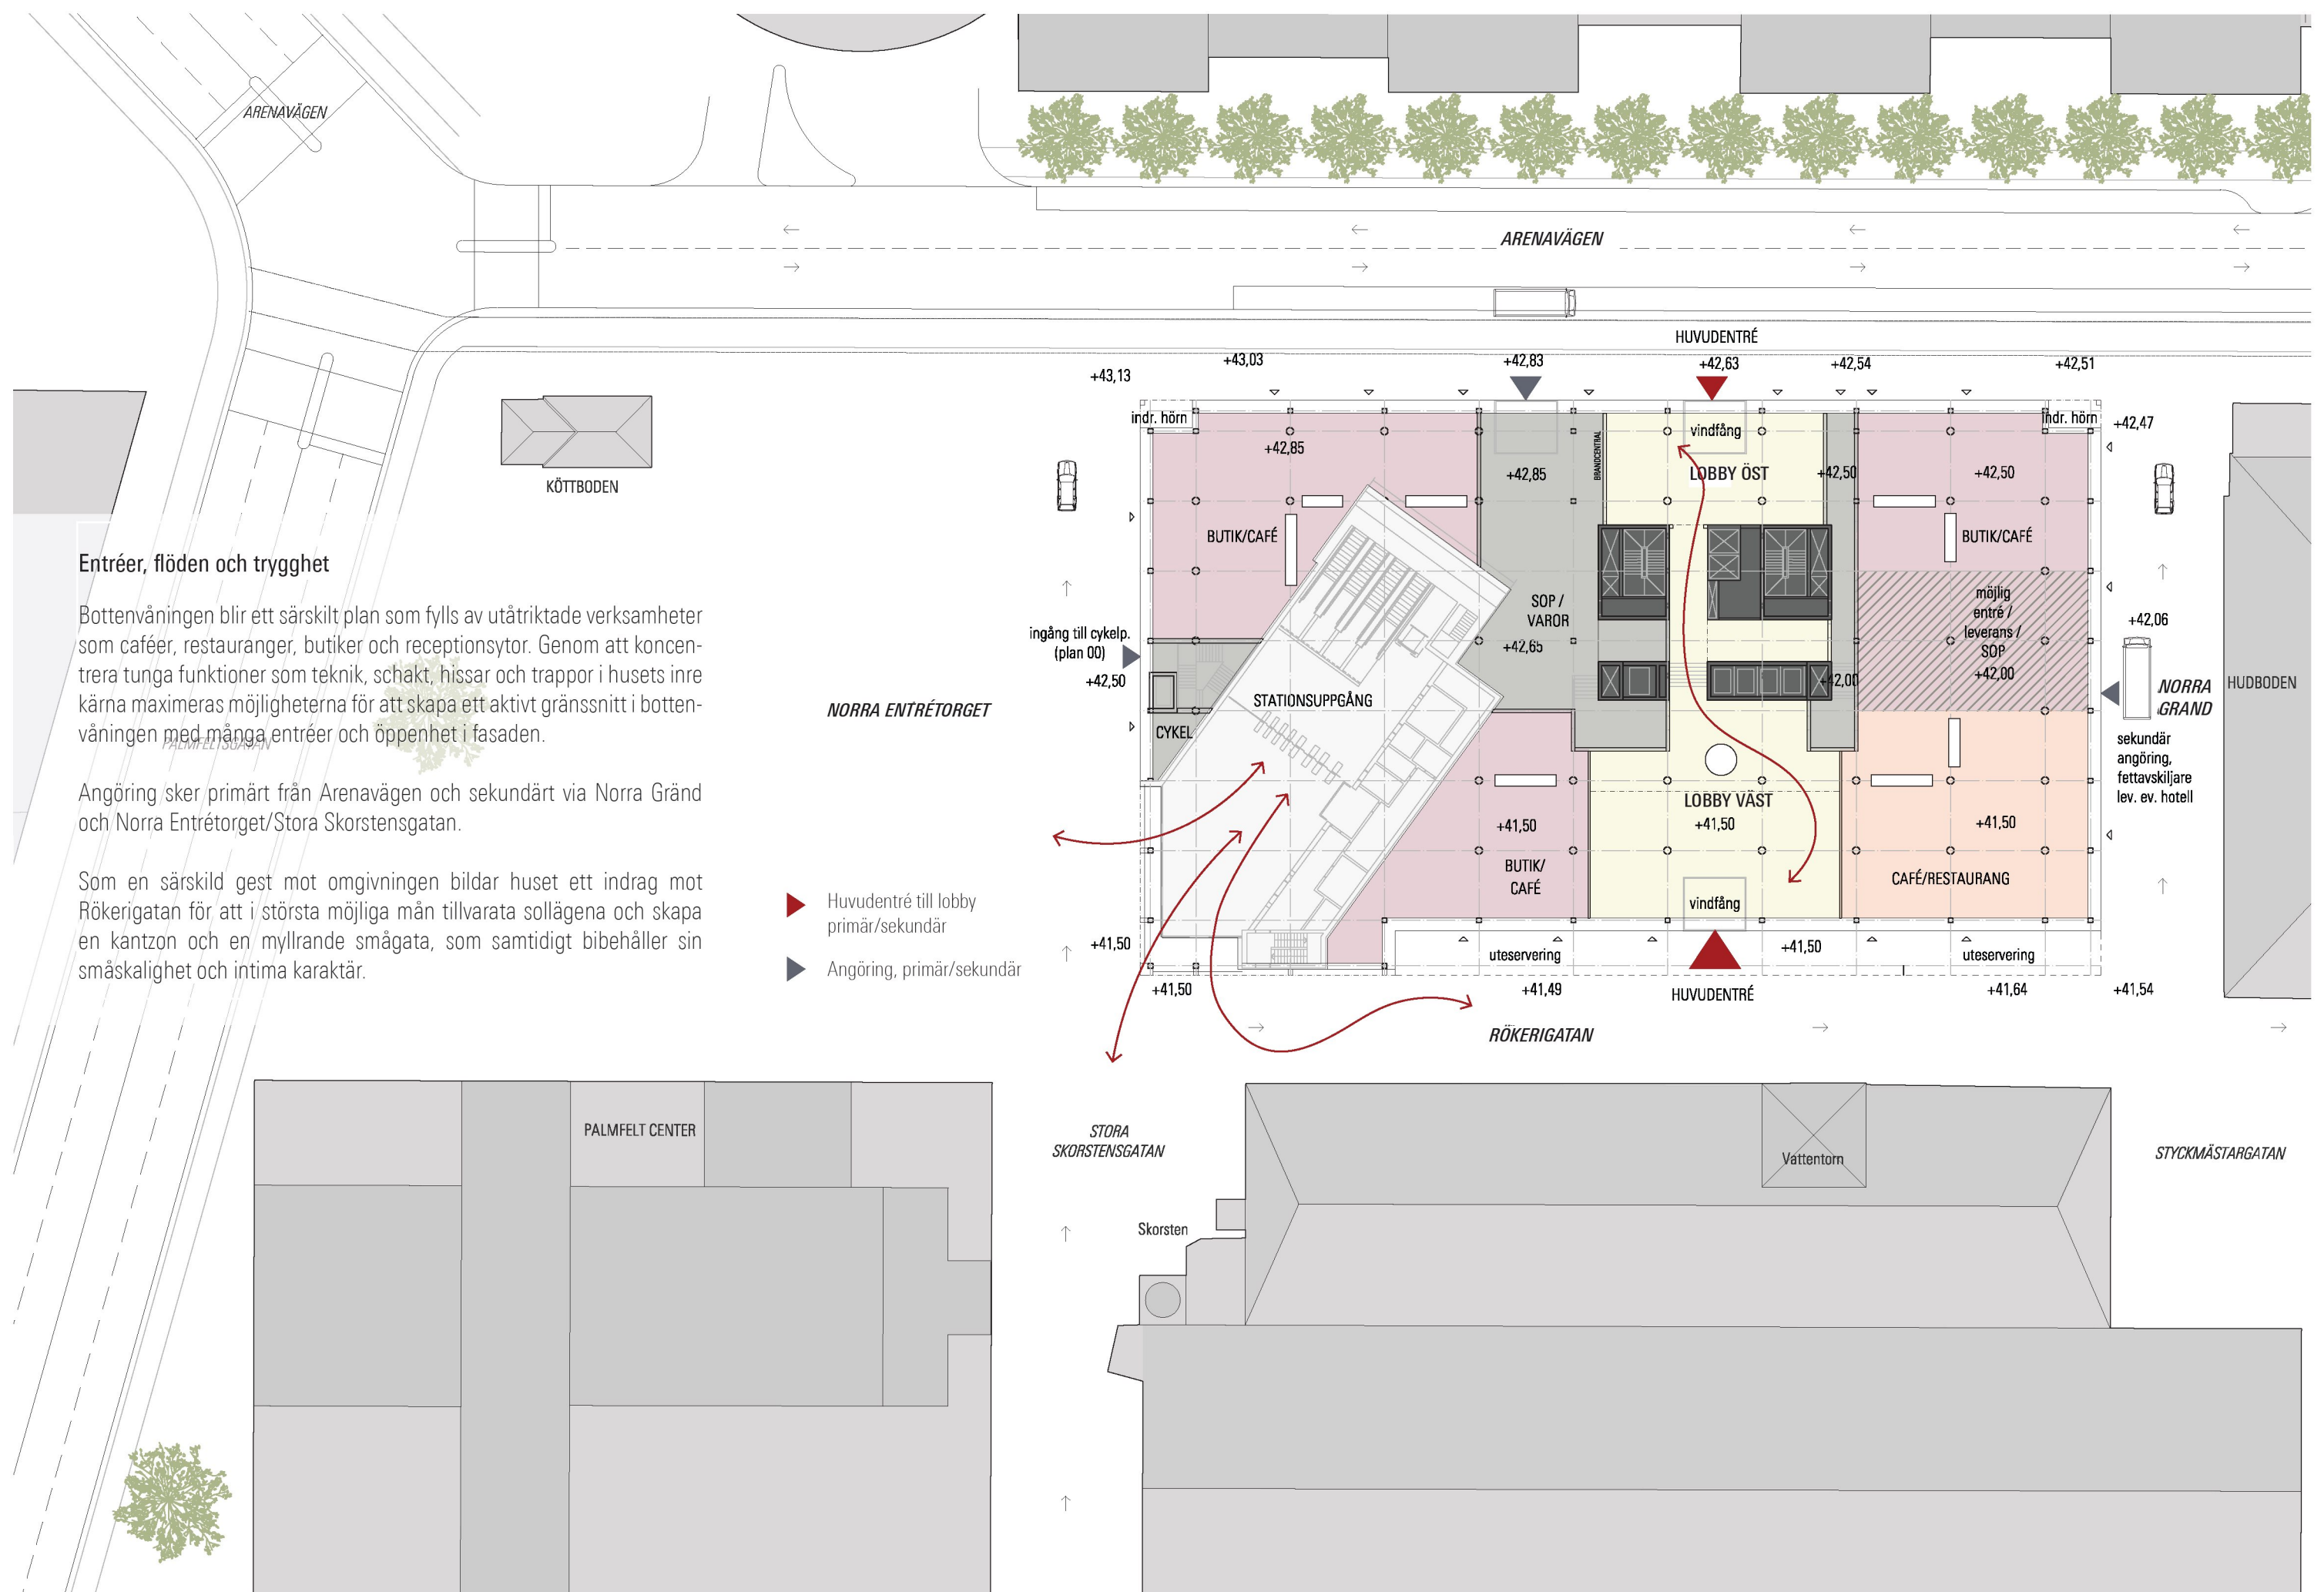 ARENAVÄGEN
ARENAVÄGEN
HUVUDENTRÉ
+43,13
+43,03
+42,83
+42,63
+42,54
+42,51
indr. hörn
indr. hörn
+42,47
KÖTTBODEN
+42,85
+42,85
BRANDCENTRAL
vindfång
LOBBY ÖST
+42,50
+42,50
BUTIK/CAFÉ
BUTIK/CAFÉ
möjlig
entré /
leverans /
SOP
+42,00
SOP /
VAROR
+42,65
+42,06
ingång till cykelp.
(plan 00)
+42,50
STATIONSUPPGÅNG
CYKEL
+42,00
NORRA
GRAND
HUDBODEN
sekundär
angöring,
fettavskiljare
lev. ev. hotell
NORRA ENTRÉTORGET
Entréer, flöden och trygghet
Bottenvåningen blir ett särskilt plan som fylls av utåtriktade verksamheter
som caféer, restauranger, butiker och receptionsytor. Genom att koncen-
trera tunga funktioner som teknik, schakt, hissar och trappor i husets inre
kärna maximeras möjligheterna för att skapa ett aktivt gränssnitt i botten-
våningen med många entréer och öppenhet i fasaden.
PALMFELTSGATAN
Angöring sker primärt från Arenavägen och sekundärt via Norra Gränd
och Norra Entrétorget/Stora Skorstensgatan.
Som en särskild gest mot omgivningen bildar huset ett indrag mot
Rökerigatan för att i största möjliga mån tillvarata sollägena och skapa
en kantzon och en myllrande smågata, som samtidigt bibehåller sin
småskalighet och intima karaktär.
Huvudentré till lobby
primär/sekundär
Angöring, primär/sekundär
LOBBY VÄST
+41,50
+41,50
BUTIK/
CAFÉ
+41,50
CAFÉ/RESTAURANG
vindfång
+41,50
uteservering
+41,50
uteservering
+41,50
+41,49
HUVUDENTRÉ
+41,64
+41,54
RÖKERIGATAN
PALMFELT CENTER
STORA
SKORSTENSGATAN
Vattentorn
STYCKMÄSTARGATAN
Skorsten